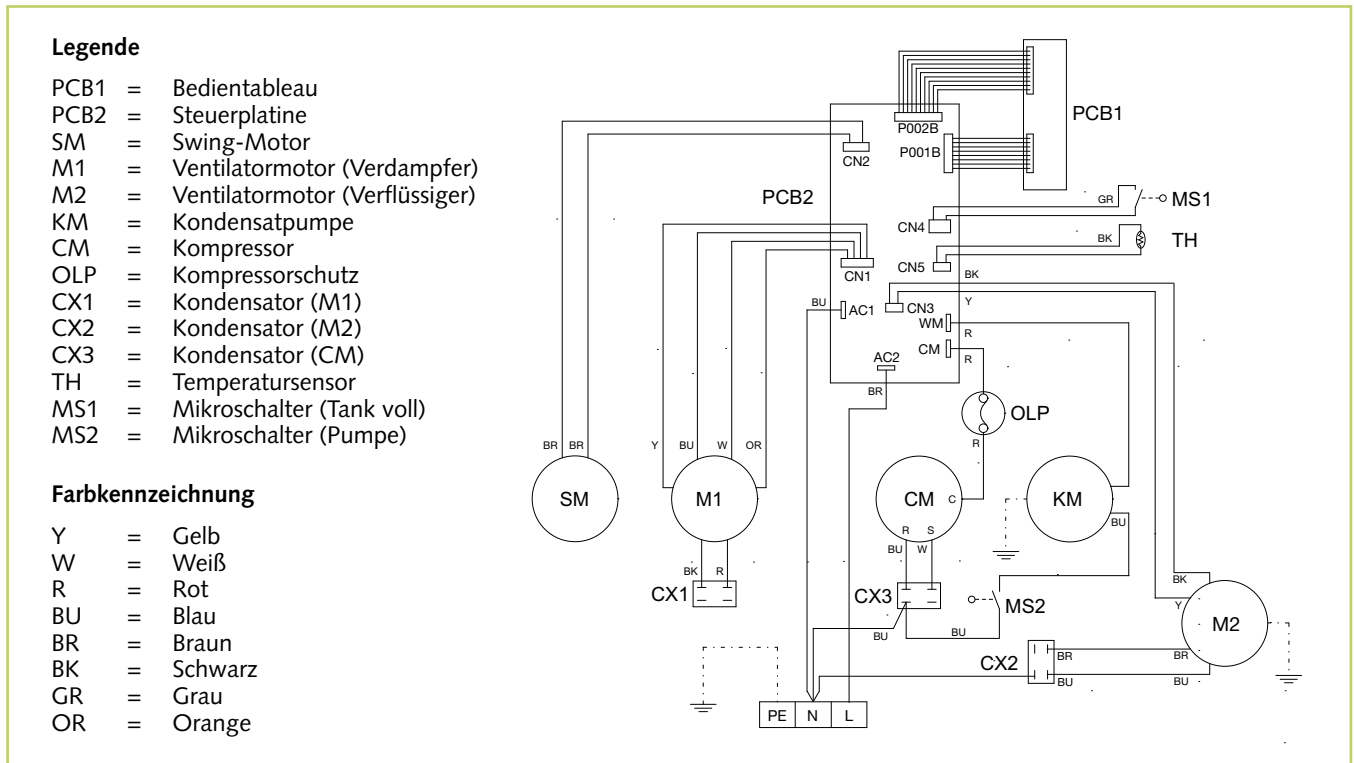 Legende
PCB1 = Bedientableau
PCB2 = Steuerplatine
SM = Swing-Motor
M1 = Ventilatormotor (Verdampfer)
M2 = Ventilatormotor (Verflüssiger)
KM = Kondensatpumpe
CM = Kompressor
OLP = Kompressorschutz
CX1 = Kondensator (M1)
CX2 = Kondensator (M2)
CX3 = Kondensator (CM)
TH = Temperatursensor
MS1 = Mikroschalter (Tank voll)
MS2 = Mikroschalter (Pumpe)
Farbkennzeichnung
Y = Gelb
W = Weiß
R = Rot
BU = Blau
BR = Braun
BK = Schwarz
GR = Grau
OR = Orange
PCB1
P002B
CN2
P001B
PCB2
GR
MS1
CN4
BK
TH
CN5
CN1
BK
BU
AC1
CN3
Y
WM
R
CM
R
AC2
BR
OLP
R
BR BR
Y BU W OR
SM
M1
CM
C
R S
BU W
KM
BU
BK R
CX1
CX3
BU
BU
MS2
BK
Y
M2
CX2
BR
BR
BU
BU
PE N L